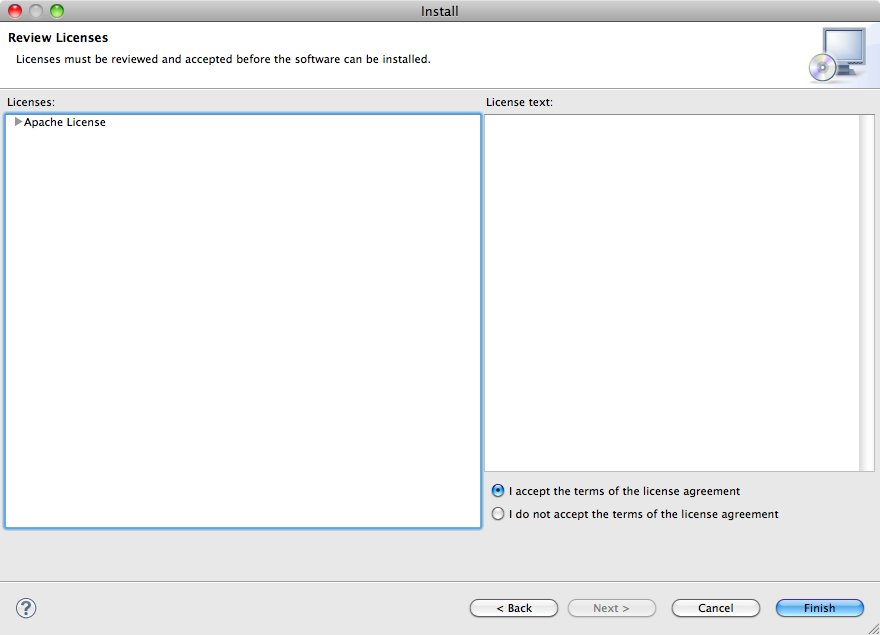 Install
Review Licenses
Licenses must be reviewed and accepted before the software can be installed.
Licenses:
License text:
Apache License
I accept the terms of the license agreement
I do not accept the terms of the license agreement
?
< Back
Next >
Cancel
Finish